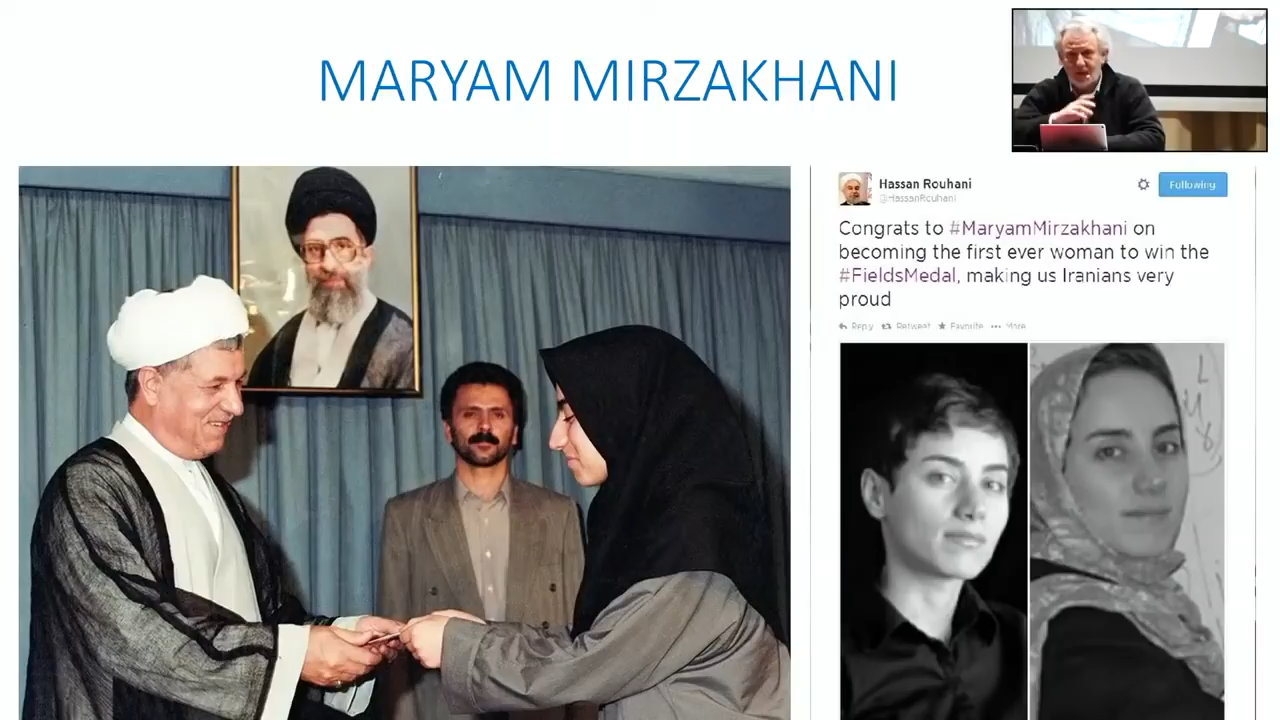 MARYAM MIRZAKHANI
Hassan Rouhani
@HassanRouhani
Following
Congrats to #MaryamMirzakhani on
becoming the first ever woman to win the
#FieldsMedal, making us Iranians very
proud
Reply Retweet Favorite More